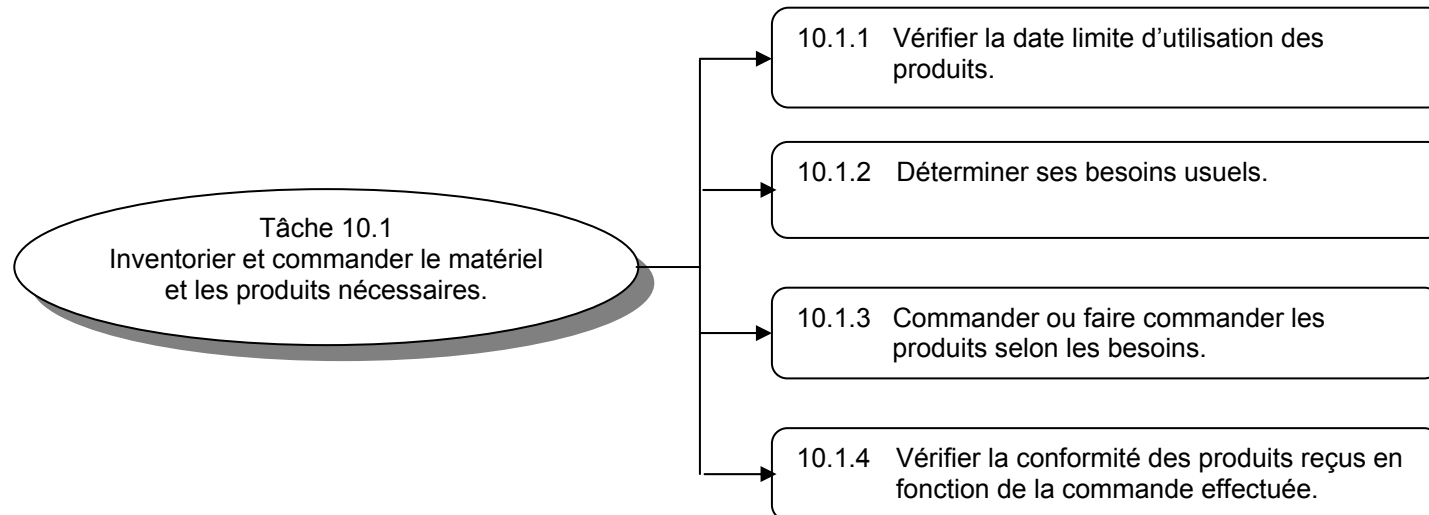 10.1.1 Vérifier la date limite d’utilisation des
produits.
10.1.2 Déterminer ses besoins usuels.
Tâche 10.1
Inventorier et commander le matériel
et les produits nécessaires.
10.1.3 Commander ou faire commander les
produits selon les besoins.
10.1.4 Vérifier la conformité des produits reçus en
fonction de la commande effectuée.